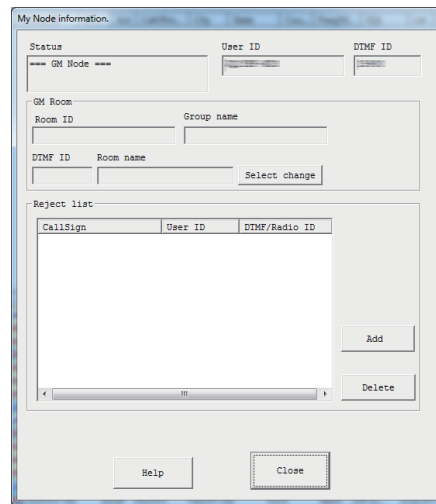 My Node information.
Status
User ID
DTMF ID
=== GM Node ===
GM Room
Room ID
Group name
DTMF ID
Room name
Select change
Reject list
CallSign
User ID
DTMF/Radio ID
Add
Delete
Help
Close